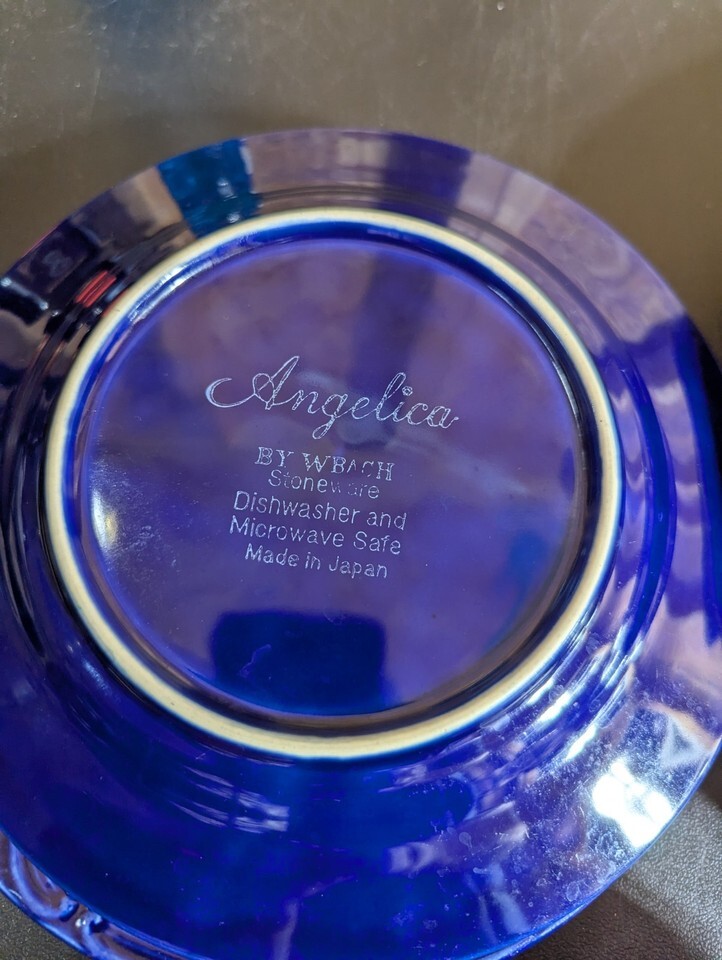 Angelica
BY WBACH
Stoneware
Dishwasher and
Microwave Safe
Made in Japan